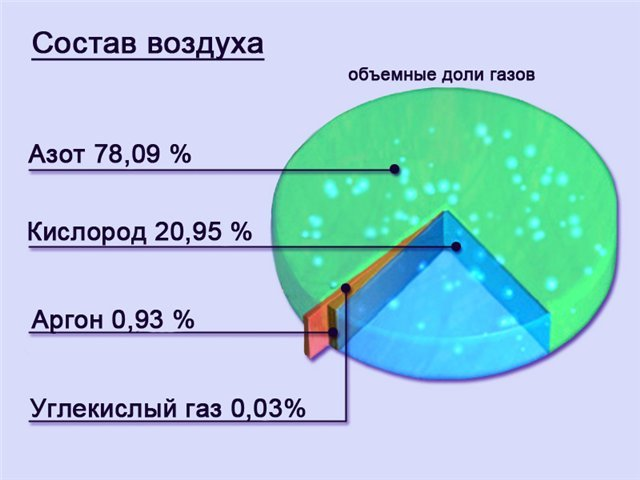 Состав воздуха
объемные доли газов
Азот 78,09 %
Кислород 20,95 %
Аргон 0,93 %
Углекислый газ 0,03%